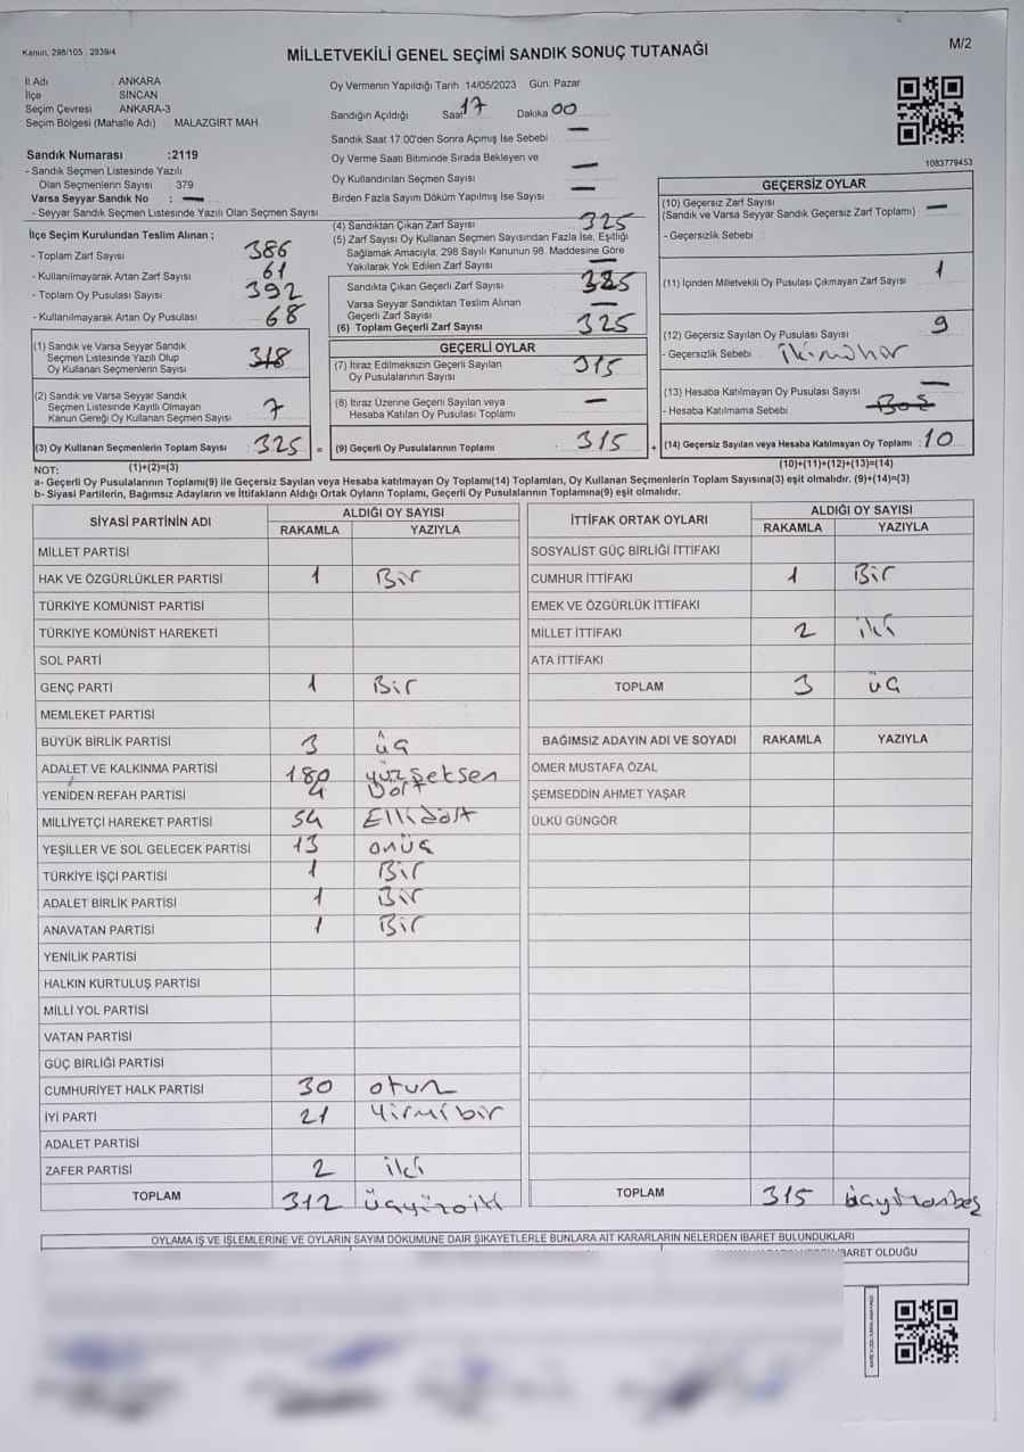 Kanun, 298/105 2839/4
MİLLETVEKİLİ GENEL SEÇİMİ SANDIK SONUÇ TUTANAĞI
M/2
İl Adı : ANKARA
İlçe : SİNCAN
Seçim Çevresi : ANKARA-3
Seçim Bölgesi (Mahalle Adı) : MALAZGİRT MAH.
Oy Vermenin Yapıldığı Tarih 14/05/2023 Gün: Pazar
Sandığın Açıldığı Saat 17 Dakika 00
Sandık Saat 17:00'den Sonra Açımış İse Sebebi —
Oy Verme Saati Bitiminde Sırada Bekleyen ve
Oy Kullandırılan Seçmen Sayısı —
Birden Fazla Sayım Döküm Yapılmış İse Sayısı —
1083779453
Sandık Numarası :2119
- Sandık Seçmen Listesinde Yazılı
Olan Seçmenlerin Sayısı : 379
Varsa Seyyar Sandık No : —
- Seyyar Sandık Seçmen Listesinde Yazılı Olan Seçmen Sayısı
İlçe Seçim Kurulundan Teslim Alınan ;
- Toplam Zarf Sayısı 386
- Kullanılmayarak Artan Zarf Sayısı 61
- Toplam Oy Pusulası Sayısı 392
- Kullanılmayarak Artan Oy Pusulası 68
(1) Sandık ve Varsa Seyyar Sandık
Seçmen Listesinde Yazılı Olup
Oy Kullanan Seçmenlerin Sayısı 318
(2) Sandık ve Varsa Seyyar Sandık
Seçmen Listesinde Kayıtlı Olmayan
Kanun Gereği Oy Kullanan Seçmen Sayısı 7
(3) Oy Kullanan Seçmenlerin Toplam Sayısı 325 =
(1)+(2)=(3)
(4) Sandıktan Çıkan Zarf Sayısı 325
(5) Zarf Sayısı Oy Kullanan Seçmen Sayısından Fazla İse, Eşitliği
Sağlamak Amacıyla, 298 Sayılı Kanunun 98. Maddesine Göre
Yakılarak Yok Edilen Zarf Sayısı —
Sandıkta Çıkan Geçerli Zarf Sayısı 325
Varsa Seyyar Sandıktan Teslim Alınan
Geçerli Zarf Sayısı —
(6) Toplam Geçerli Zarf Sayısı 325
GEÇERLİ OYLAR
(7) İtiraz Edilmeksizin Geçerli Sayılan
Oy Pusulalarının Sayısı 315
(8) İtiraz Üzerine Geçerli Sayılan veya
Hesaba Katılan Oy Pusulası Toplamı —
(9) Geçerli Oy Pusulalarının Toplamı 315 +
GEÇERSİZ OYLAR
(10) Geçersiz Zarf Sayısı
(Sandık ve Varsa Seyyar Sandık Geçersiz Zarf Toplamı) —
- Geçersizlik Sebebi
(11) İçinden Milletvekili Oy Pusulası Çıkmayan Zarf Sayısı 1
(12) Geçersiz Sayılan Oy Pusulası Sayısı 9
- Geçersizlik Sebebi İki mühür
(13) Hesaba Katılmayan Oy Pusulası Sayısı —
- Hesaba Katılmama Sebebi Boş
(14) Geçersiz Sayılan veya Hesaba Katılmayan Oy Toplamı : 10
(10)+(11)+(12)+(13)=(14)
NOT:
a- Geçerli Oy Pusulalarının Toplamı(9) ile Geçersiz Sayılan veya Hesaba katılmayan Oy Toplamı(14) Toplamları, Oy Kullanan Seçmenlerin Toplam Sayısına(3) eşit olmalıdır. (9)+(14)=(3)
b- Siyasi Partilerin, Bağımsız Adayların ve İttifakların Aldığı Ortak Oyların Toplamı, Geçerli Oy Pusulalarının Toplamına(9) eşit olmalıdır.
SİYASİ PARTİNİN ADI ALDIĞI OY SAYISI
RAKAMLA YAZIYLA
MİLLET PARTİSİ
HAK VE ÖZGÜRLÜKLER PARTİSİ 1 Bir
TÜRKİYE KOMÜNİST PARTİSİ
TÜRKİYE KOMÜNİST HAREKETİ
SOL PARTİ
GENÇ PARTİ 1 Bir
MEMLEKET PARTİSİ
BÜYÜK BİRLİK PARTİSİ 3 üç
ADALET VE KALKINMA PARTİSİ 180 yüzseksen
YENİDEN REFAH PARTİSİ 4 Dört
MİLLİYETÇİ HAREKET PARTİSİ 54 Ellidört
YEŞİLLER VE SOL GELECEK PARTİSİ 13 onüç
TÜRKİYE İŞÇİ PARTİSİ 1 Bir
ADALET BİRLİK PARTİSİ 1 Bir
ANAVATAN PARTİSİ 1 Bir
YENİLİK PARTİSİ
HALKIN KURTULUŞ PARTİSİ
MİLLİ YOL PARTİSİ
VATAN PARTİSİ
GÜÇ BİRLİĞİ PARTİSİ
CUMHURİYET HALK PARTİSİ 30 otuz
İYİ PARTİ 21 Yirmibir
ADALET PARTİSİ
ZAFER PARTİSİ 2 iki
TOPLAM 312
İTTİFAK ORTAK OYLARI ALDIĞI OY SAYISI
RAKAMLA YAZIYLA
SOSYALİST GÜÇ BİRLİĞİ İTTİFAKI
CUMHUR İTTİFAKI 1 Bir
EMEK VE ÖZGÜRLÜK İTTİFAKI
MİLLET İTTİFAKI 2 iki
ATA İTTİFAKI
TOPLAM 3 üç
BAĞIMSIZ ADAYIN ADI VE SOYADI RAKAMLA YAZIYLA
ÖMER MUSTAFA ÖZAL
ŞEMSEDDİN AHMET YAŞAR
ÜLKÜ GÜNGÖR
TOPLAM 315
OYLAMA İŞ VE İŞLEMLERİNE VE OYLARIN SAYIM DÖKÜMÜNE DAİR ŞİKAYETLERLE BUNLARA AİT KARARLARIN NELERDEN İBARET BULUNDUKLARI
OLDUĞU